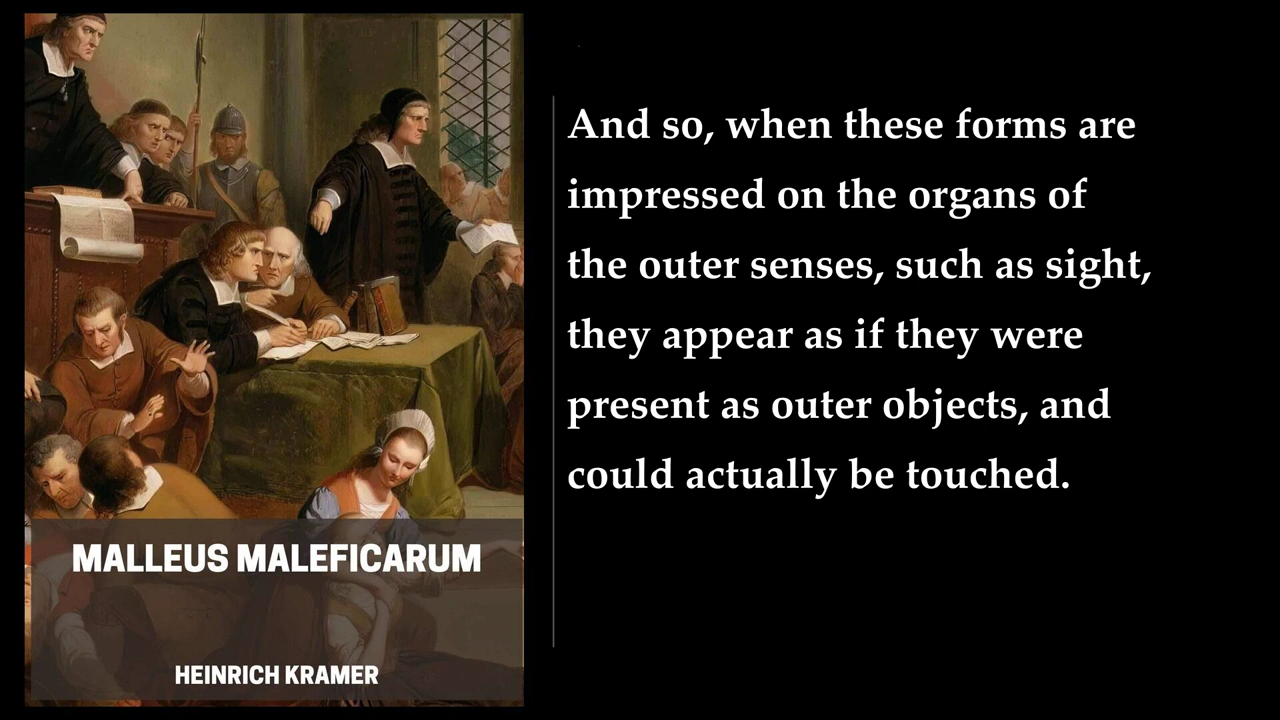 MALLEUS MALEFICARUM
HEINRICH KRAMER
And so, when these forms are
impressed on the organs of
the outer senses, such as sight,
they appear as if they were
present as outer objects, and
could actually be touched.